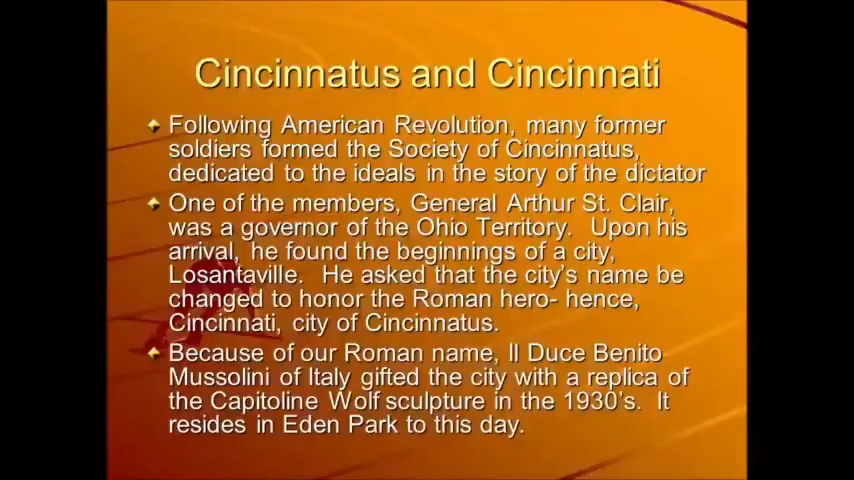 Cincinnatus and Cincinnati
Following American Revolution, many former
soldiers formed the Society of Cincinnatus,
dedicated to the ideals in the story of the dictator
One of the members, General Arthur St. Clair,
was a governor of the Ohio Territory.  Upon his
arrival, he found the beginnings of a city,
Losantaville.  He asked that the city's name be
changed to honor the Roman hero- hence,
Cincinnati, city of Cincinnatus.
Because of our Roman name, Il Duce Benito
Mussolini of Italy gifted the city with a replica of
the Capitoline Wolf sculpture in the 1930's.  It
resides in Eden Park to this day.